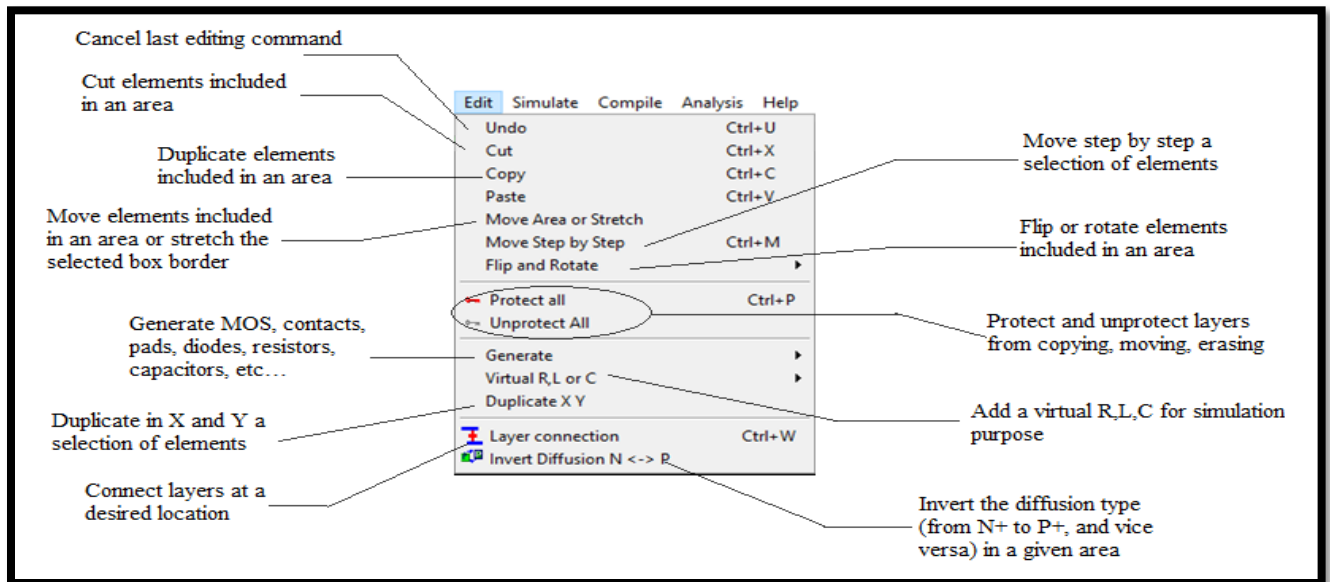 Cancel last editing command
Cut elements included
in an area
Duplicate elements
included in an area
Move elements included
in an area or stretch the
selected box border
Generate MOS, contacts,
pads, diodes, resistors,
capacitors, etc…
Duplicate in X and Y a
selection of elements
Connect layers at a
desired location
Edit Simulate Compile Analysis Help
Undo Ctrl+U
Cut Ctrl+X
Copy Ctrl+C
Paste Ctrl+V
Move Area or Stretch
Move Step by Step Ctrl+M
Flip and Rotate
Protect all Ctrl+P
Unprotect All
Generate
Virtual R,L or C
Duplicate X Y
Layer connection Ctrl+W
Invert Diffusion N <-> P
Move step by step a
selection of elements
Flip or rotate elements
included in an area
Protect and unprotect layers
from copying, moving, erasing
Add a virtual R,L,C for simulation
purpose
Invert the diffusion type
(from N+ to P+, and vice
versa) in a given area